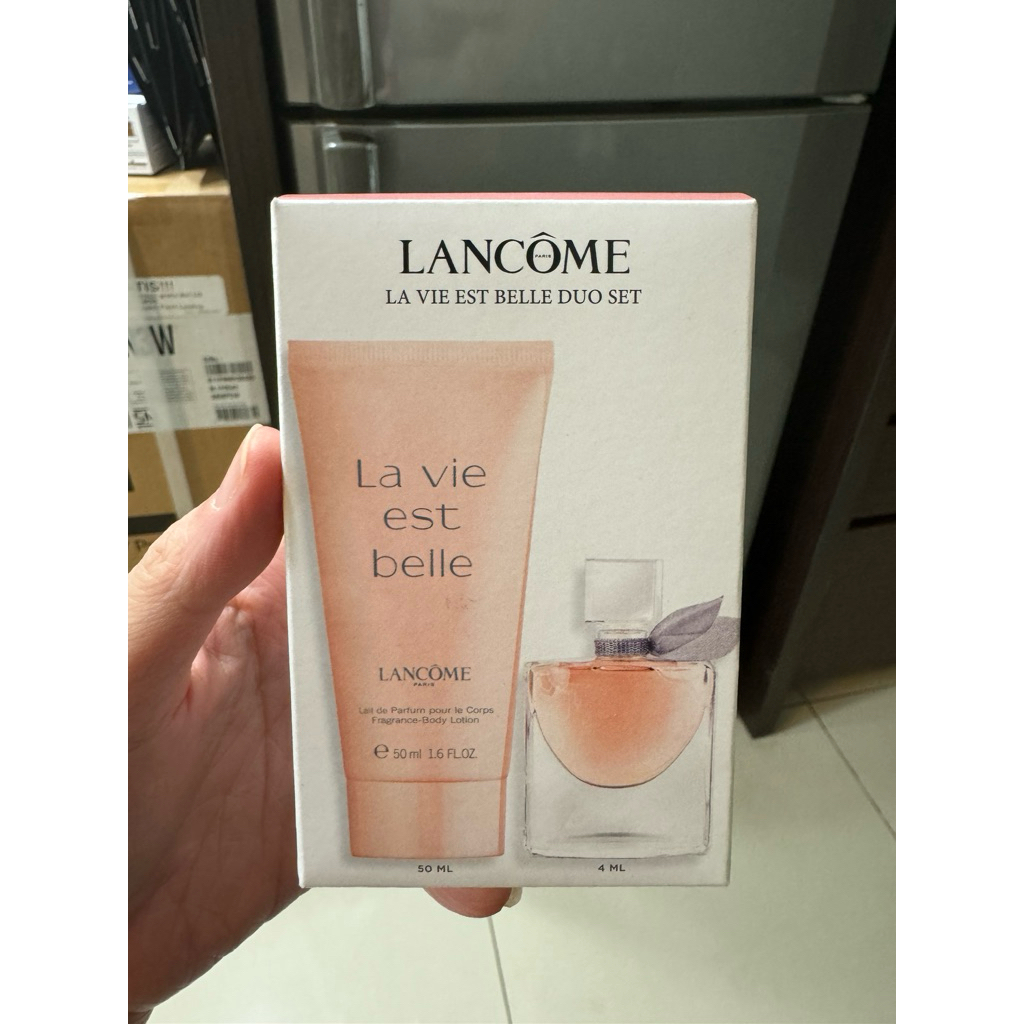 LANCÔME
PARIS
LA VIE EST BELLE DUO SET
La vie
est
belle
LANCÔME
PARIS
Lait de Parfum pour le Corps
Fragrance-Body Lotion
e 50 ml 1.6 FL.OZ.
50 ML
4 ML
W